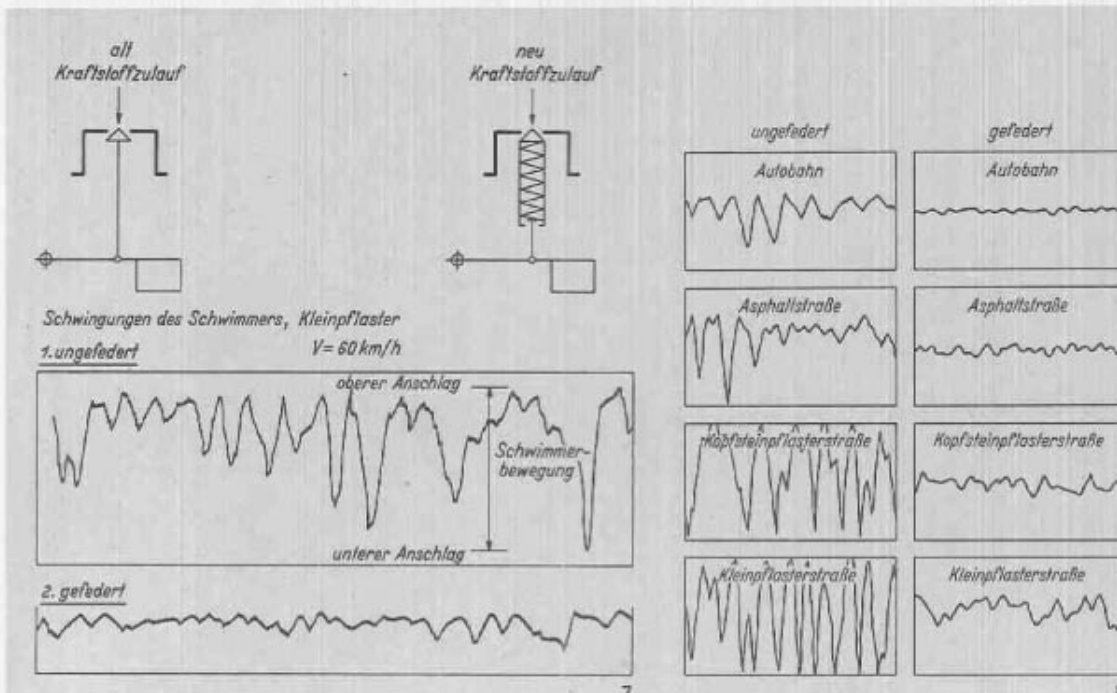 alt
Kraftstoffzulauf
neu
Kraftstoffzulauf
Schwingungen des Schwimmers, Kleinpflaster
V= 60 km/h
1. ungefedert
oberer Anschlag
Schwimmer-
bewegung
unterer Anschlag
2. gefedert
7
ungefedert
gefedert
Autobahn
Autobahn
Asphaltstraße
Asphaltstraße
Kopfsteinpflasterstraße
Kopfsteinpflasterstraße
Kleinpflasterstraße
Kleinpflasterstraße